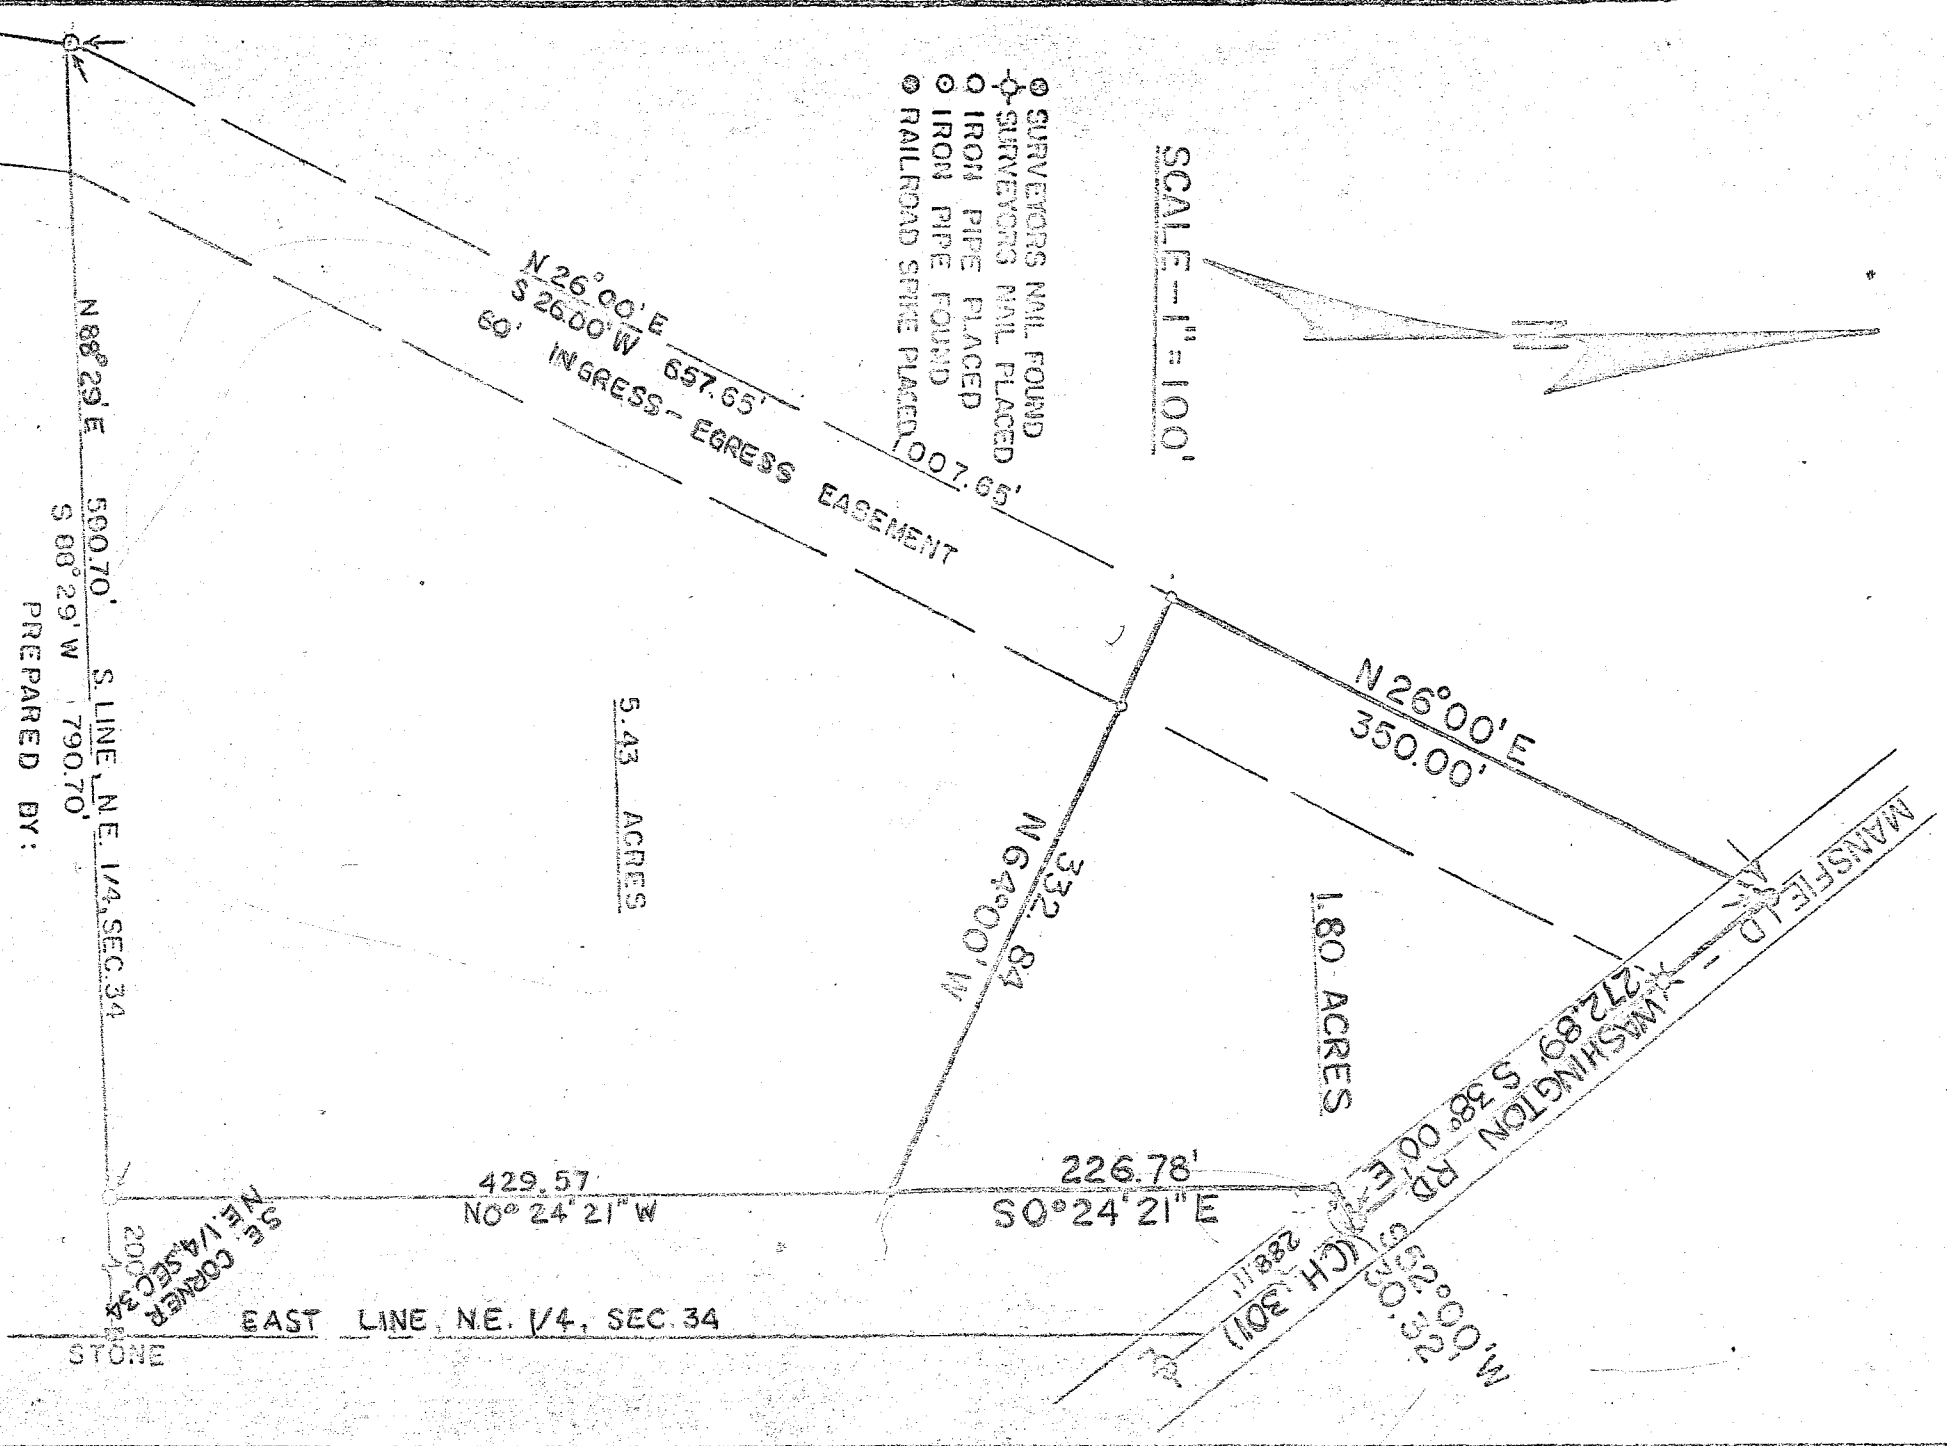 SCALE - 1" = 100'
SURVEYORS NAIL FOUND
SURVEYORS NAIL PLACED
IRON PIPE PLACED
IRON PIPE FOUND
RAILROAD SPIKE PLACED
N
N 26°00' E
S 26.00' W 657.65'
1007.65'
60' INGRESS - EGRESS EASEMENT
N 26°00' E
350.00'
MANSFIELD - WASHINGTON RD (C.H. 301)
272.89' S 38°00' E
1.80 ACRES
332.84
N 64°00' W
5.43 ACRES
N 88°29' E 590.70' S. LINE, N.E. 1/4, SEC.34
S 88°29' W 790.70'
PREPARED BY:
429.57
N0°24'21" W
226.78'
S0°24'21" E
S 52°00' W
30.32'
288.11'
200'
SE CORNER
N.E. 1/4, SEC 34
STONE
EAST LINE, N.E. 1/4, SEC. 34